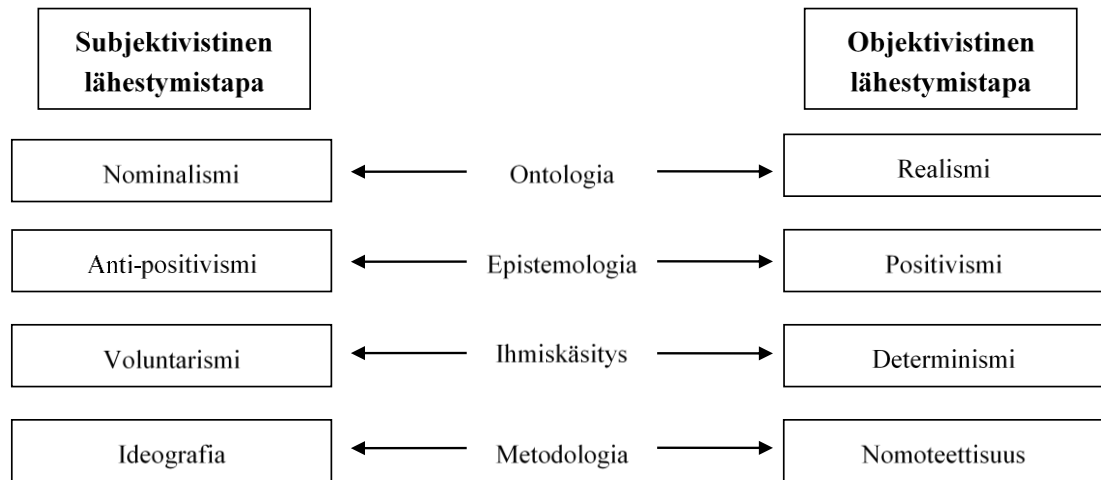 Subjektivistinen
lähestymistapa
Objektivistinen
lähestymistapa
Nominalismi
Ontologia
Realismi
Anti-positivismi
Epistemologia
Positivismi
Voluntarismi
Ihmiskäsitys
Determinismi
Ideografia
Metodologia
Nomoteettisuus